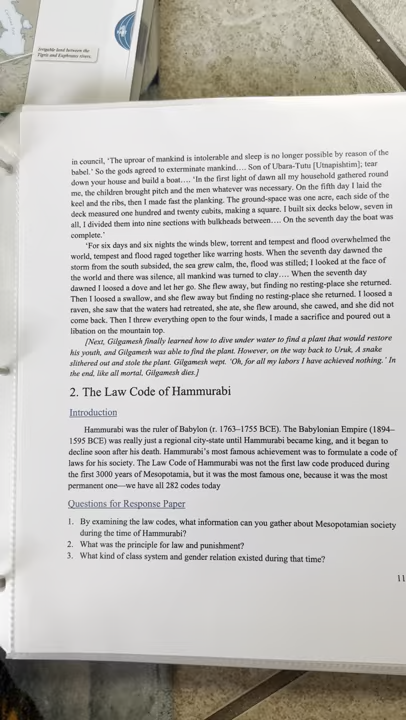 Irrigable land between the
Tigris and Euphrates rivers.
in council, 'The uproar of mankind is intolerable and sleep is no longer possible by reason of the
babel.' So the gods agreed to exterminate mankind.... Son of Ubara-Tutu [Utnapishtim]; tear
down your house and build a boat.... 'In the first light of dawn all my household gathered round
me, the children brought pitch and the men whatever was necessary. On the fifth day I laid the
keel and the ribs, then I made fast the planking. The ground-space was one acre, each side of the
deck measured one hundred and twenty cubits, making a square. I built six decks below, seven in
all, I divided them into nine sections with bulkheads between.... On the seventh day the boat was
complete.'
'For six days and six nights the winds blew, torrent and tempest and flood overwhelmed the
world, tempest and flood raged together like warring hosts. When the seventh day dawned the
storm from the south subsided, the sea grew calm, the, flood was stilled; I looked at the face of
the world and there was silence, all mankind was turned to clay.... When the seventh day
dawned I loosed a dove and let her go. She flew away, but finding no resting-place she returned.
Then I loosed a swallow, and she flew away but finding no resting-place she returned. I loosed a
raven, she saw that the waters had retreated, she ate, she flew around, she cawed, and she did not
come back. Then I threw everything open to the four winds, I made a sacrifice and poured out a
libation on the mountain top.
[Next, Gilgamesh finally learned how to dive under water to find a plant that would restore
his youth, and Gilgamesh was able to find the plant. However, on the way back to Uruk, A snake
slithered out and stole the plant. Gilgamesh wept. 'Oh, for all my labors I have achieved nothing.' In
the end, like all mortal, Gilgamesh dies.]
2. The Law Code of Hammurabi
Introduction
Hammurabi was the ruler of Babylon (r. 1763–1755 BCE). The Babylonian Empire (1894–
1595 BCE) was really just a regional city-state until Hammurabi became king, and it began to
decline soon after his death. Hammurabi's most famous achievement was to formulate a code of
laws for his society. The Law Code of Hammurabi was not the first law code produced during
the first 3000 years of Mesopotamia, but it was the most famous one, because it was the most
permanent one—we have all 282 codes today
Questions for Response Paper
1. By examining the law codes, what information can you gather about Mesopotamian society
during the time of Hammurabi?
2. What was the principle for law and punishment?
3. What kind of class system and gender relation existed during that time?
11